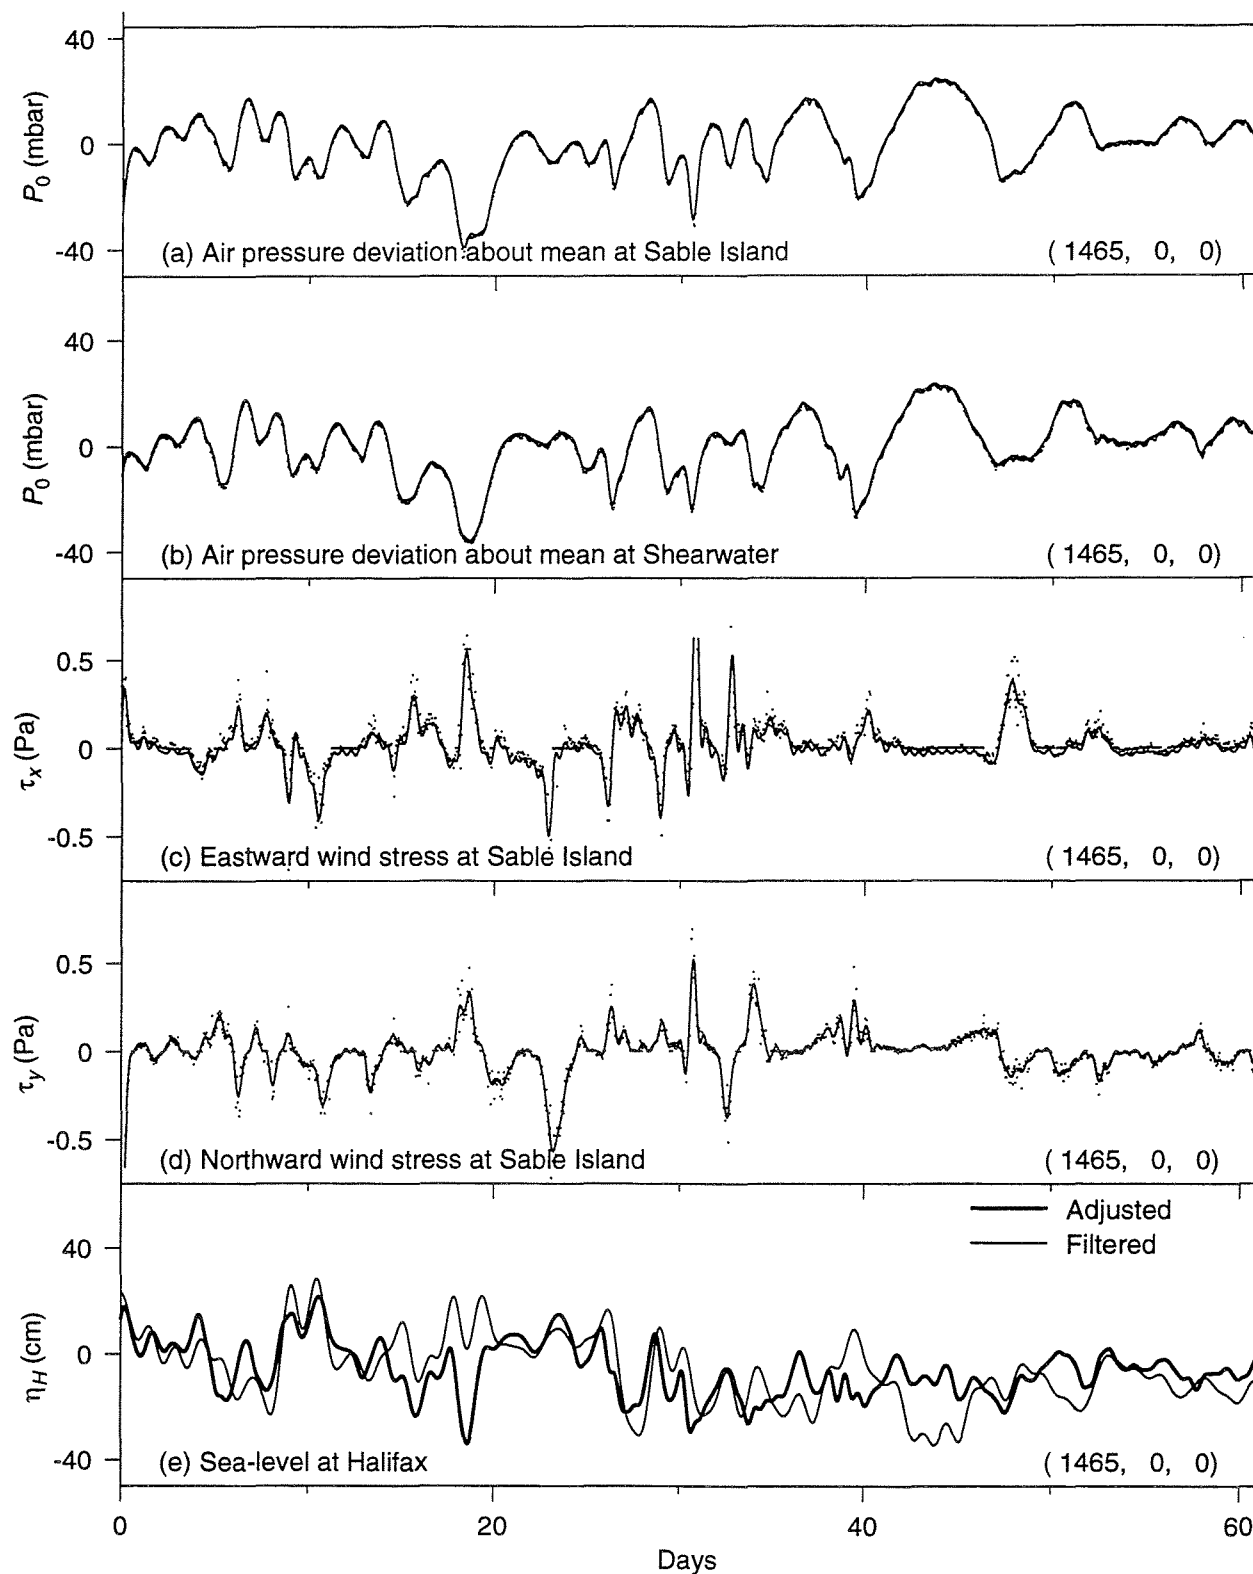 40
0
-40
P0 (mbar)
(a) Air pressure deviation about mean at Sable Island
( 1465, 0, 0)
40
0
-40
P0 (mbar)
(b) Air pressure deviation about mean at Shearwater
( 1465, 0, 0)
0.5
0
-0.5
τx (Pa)
(c) Eastward wind stress at Sable Island
( 1465, 0, 0)
0.5
0
-0.5
τy (Pa)
(d) Northward wind stress at Sable Island
( 1465, 0, 0)
Adjusted
Filtered
40
0
-40
ηH (cm)
(e) Sea-level at Halifax
( 1465, 0, 0)
0 20 40 60
Days